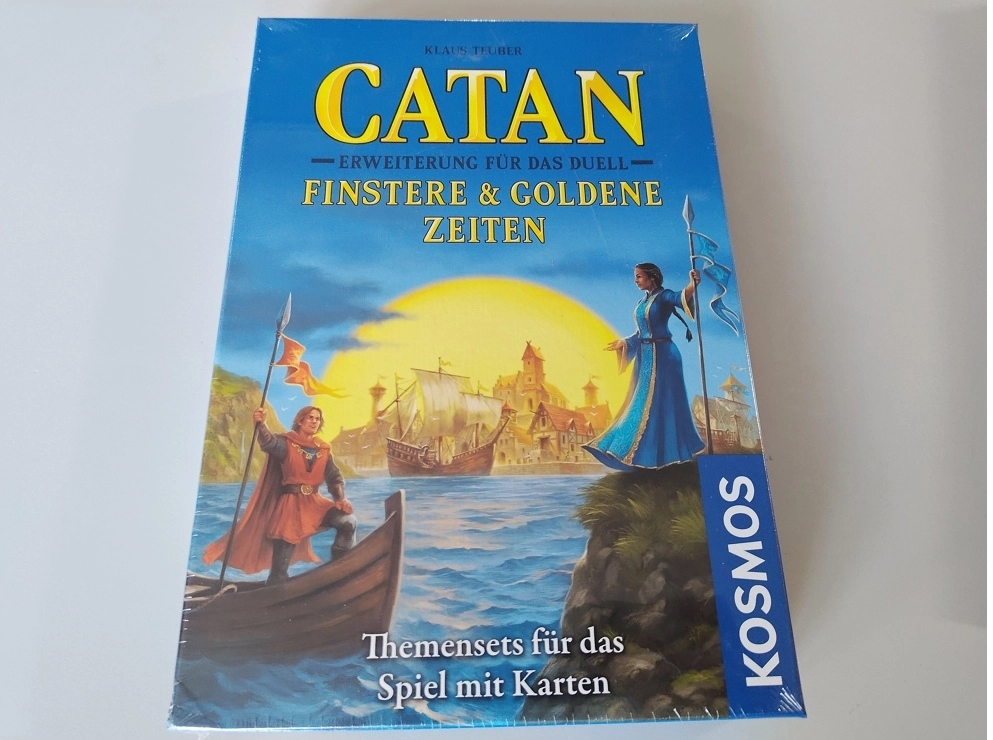 KLAUS TEUBER
CATAN
ERWEITERUNG FÜR DAS DUELL
FINSTERE & GOLDENE
ZEITEN
KOSMOS
Themensets für das
Spiel mit Karten